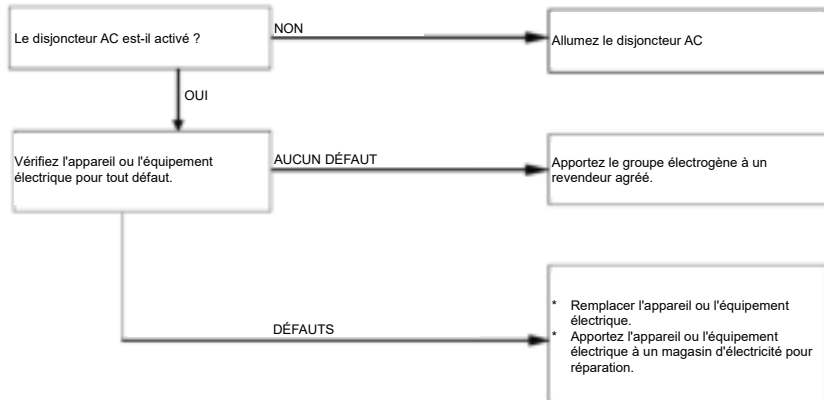 Le disjoncteur AC est-il activé ?
NON
Allumez le disjoncteur AC
OUI
Vérifiez l'appareil ou l'équipement
électrique pour tout défaut.
AUCUN DÉFAUT
Apportez le groupe électrogène à un
revendeur agréé.
DÉFAUTS
* Remplacer l'appareil ou l'équipement
électrique.
* Apportez l'appareil ou l'équipement
électrique à un magasin d'électricité pour
réparation.